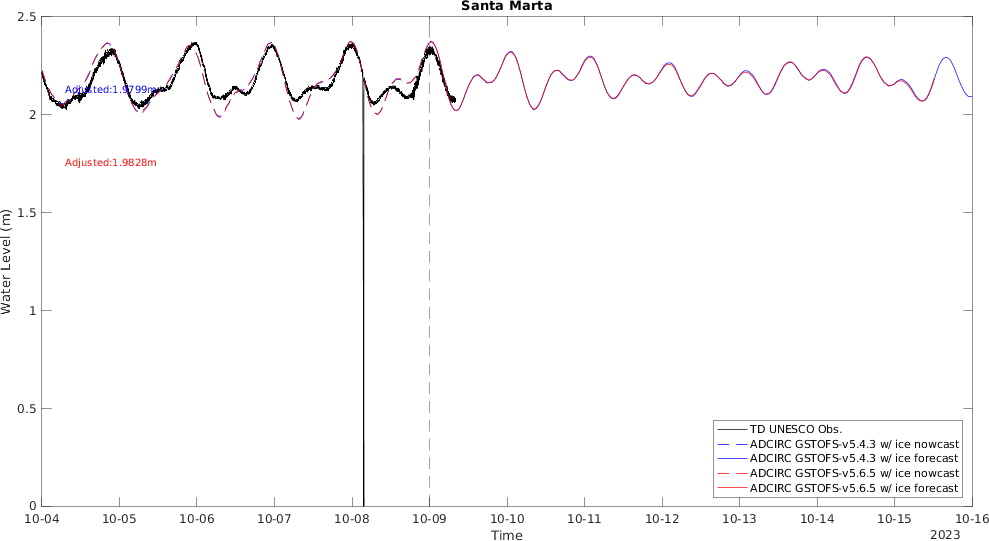 Santa Marta
2.5
2
1.5
1
0.5
0
Water Level (m)
Adjusted:1.9799m
Adjusted:1.9828m
TD UNESCO Obs.
ADCIRC GSTOFS-v5.4.3 w/ ice nowcast
ADCIRC GSTOFS-v5.4.3 w/ ice forecast
ADCIRC GSTOFS-v5.6.5 w/ ice nowcast
ADCIRC GSTOFS-v5.6.5 w/ ice forecast
10-04 10-05 10-06 10-07 10-08 10-09 10-10 10-11 10-12 10-13 10-14 10-15 10-16
Time
2023